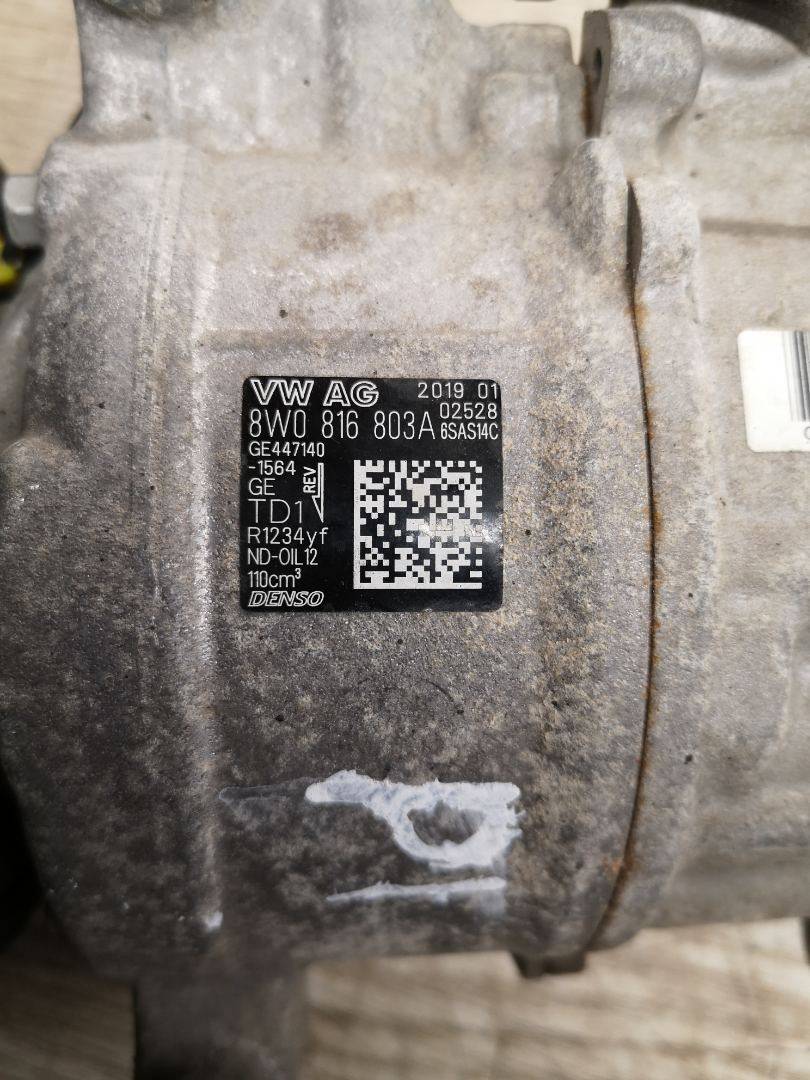 VW AG 2019 01
02528
8W0 816 803A 6SAS14C
GE447140
-1564
GE
REV
TD1
R1234yf
ND-OIL12
110cm³
DENSO